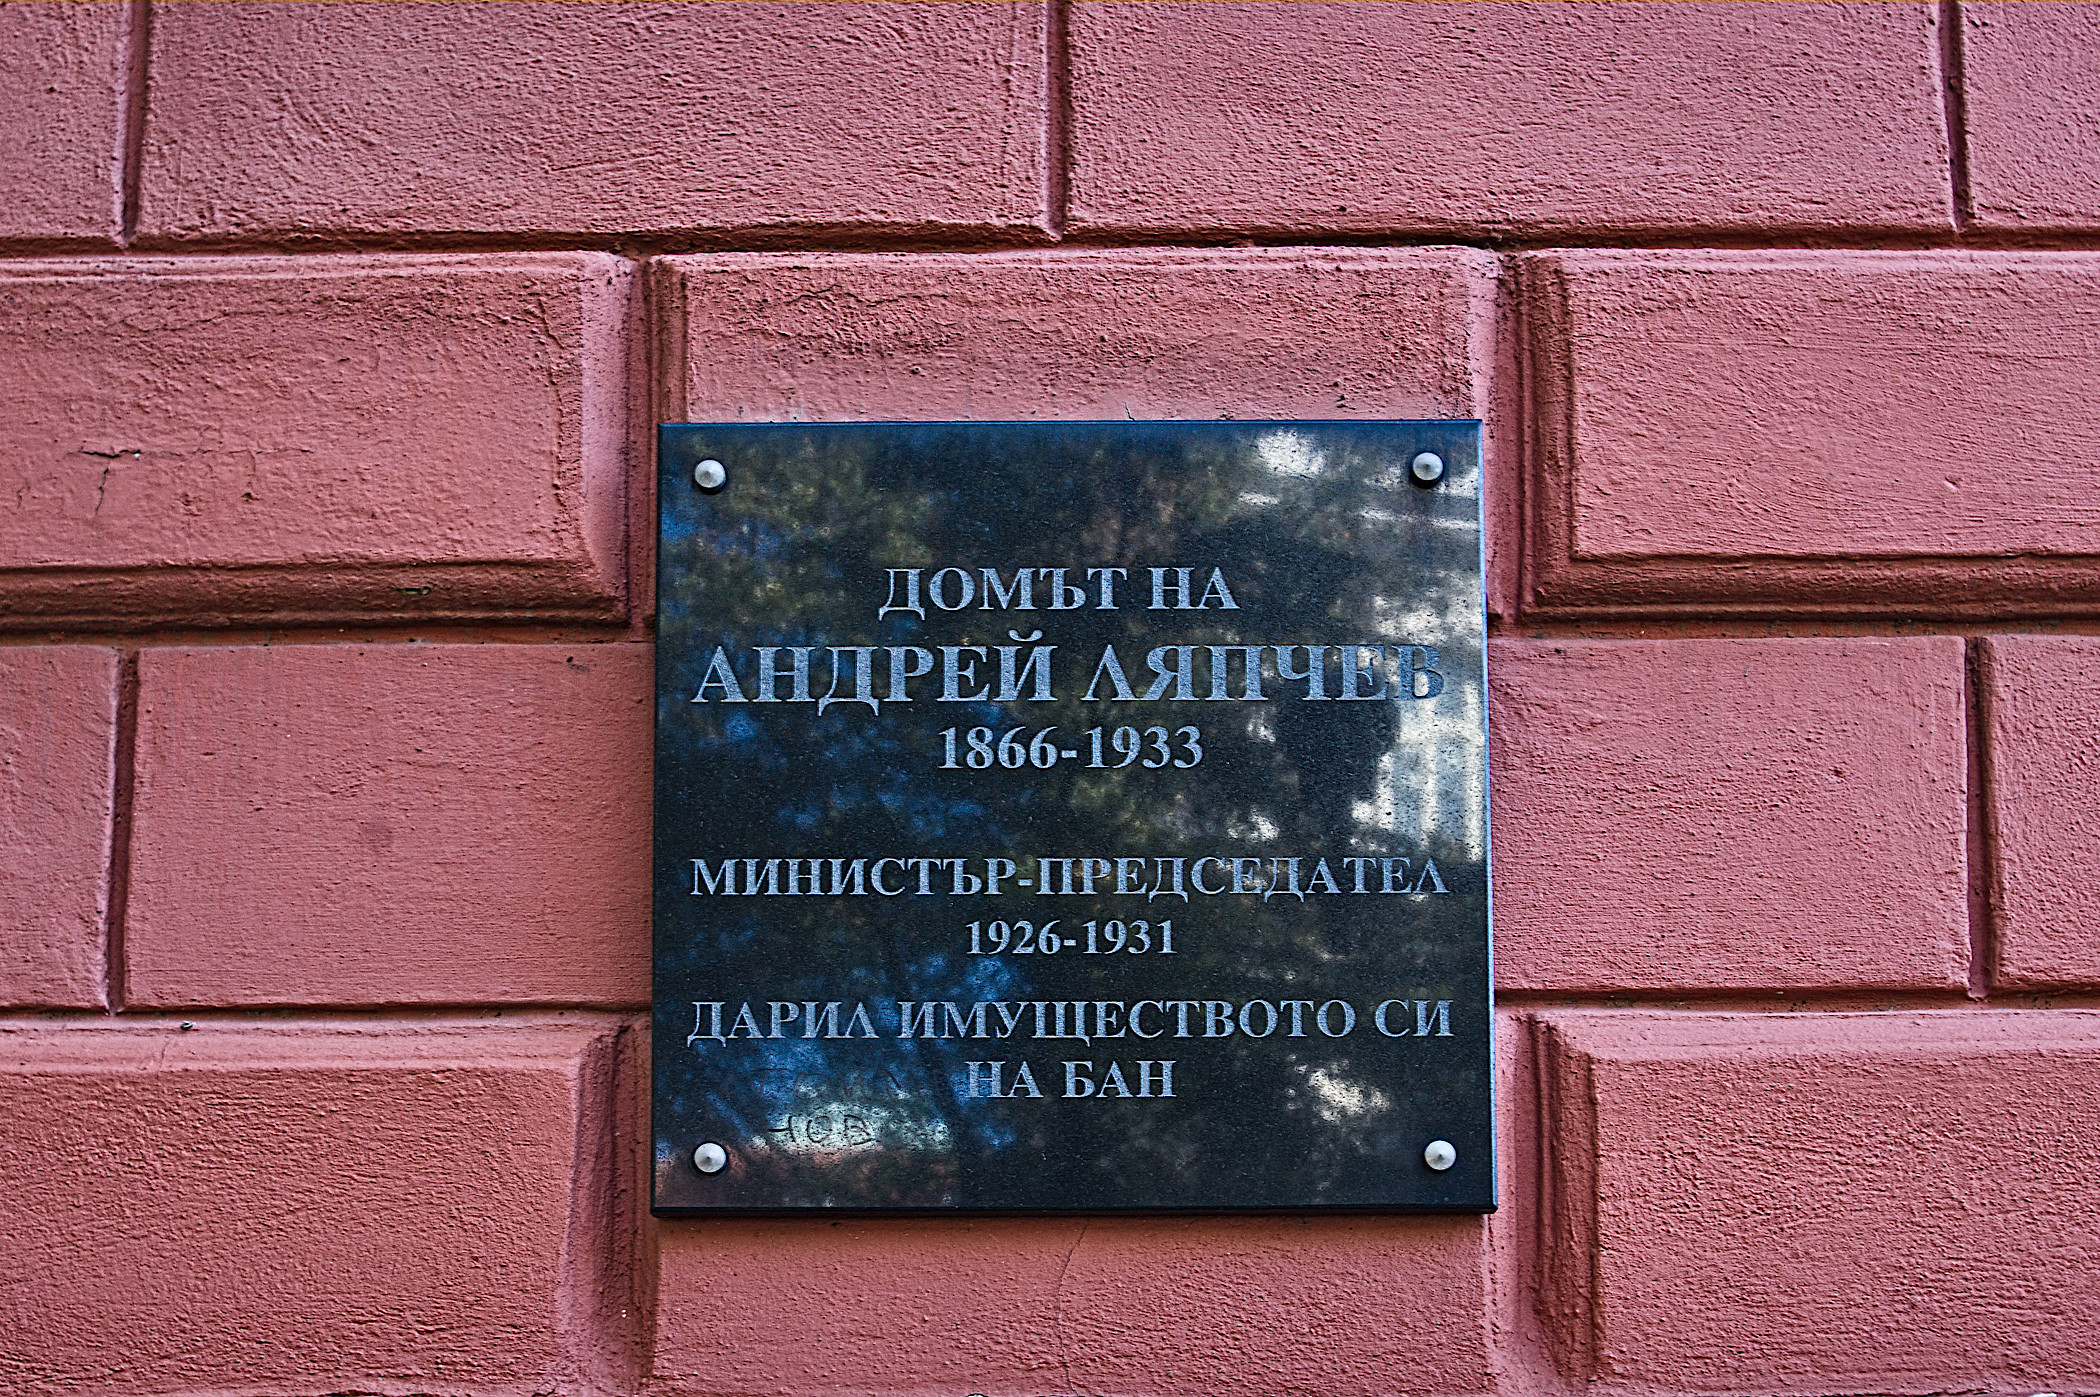 ДОМЪТ НА
АНДРЕЙ ЛЯПЧЕВ
1866-1933
МИНИСТЪР-ПРЕДСЕДАТЕЛ
1926-1931
ДАРИЛ ИМУЩЕСТВОТО СИ
НА БАН